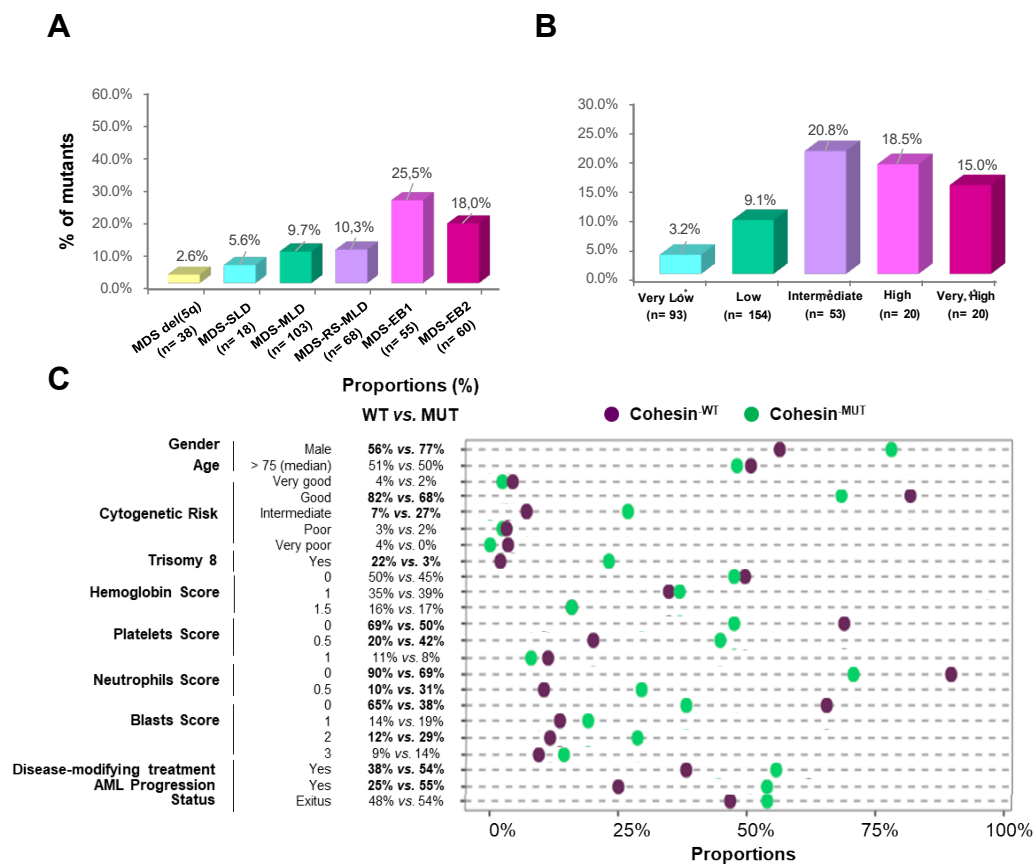 A
60.0%
50.0%
40.0%
30.0%
20.0%
10.0%
0.0%
% of mutants
2.6%
5.6%
9.7%
10,3%
25,5%
18,0%
MDS del(5q)
(n= 38)
MDS-SLD
(n= 18)
MDS-MLD
(n= 103)
MDS-RS-MLD
(n= 68)
MDS-EB1
(n= 55)
MDS-EB2
(n= 60)
B
30.0%
25.0%
20.0%
15.0%
10.0%
5.0%
0.0%
3.2%
9.1%
20.8%
18.5%
15.0%
Very Low
(n= 93)
Low
(n= 154)
Intermediate
(n= 53)
High
(n= 20)
Very, High
(n= 20)
C
Proportions (%)
WT vs. MUT
Cohesin-WT
Cohesin-MUT
Gender Male 56% vs. 77%
Age > 75 (median) 51% vs. 50%
Very good 4% vs. 2%
Good 82% vs. 68%
Cytogenetic Risk Intermediate 7% vs. 27%
Poor 3% vs. 2%
Very poor 4% vs. 0%
Trisomy 8 Yes 22% vs. 3%
0 50% vs. 45%
Hemoglobin Score 1 35% vs. 39%
1.5 16% vs. 17%
0 69% vs. 50%
Platelets Score 0.5 20% vs. 42%
1 11% vs. 8%
Neutrophils Score 0 90% vs. 69%
0.5 10% vs. 31%
0 65% vs. 38%
Blasts Score 1 14% vs. 19%
2 12% vs. 29%
3 9% vs. 14%
Disease-modifying treatment Yes 38% vs. 54%
AML Progression Yes 25% vs. 55%
Status Exitus 48% vs. 54%
0% 25% 50% 75% 100%
Proportions